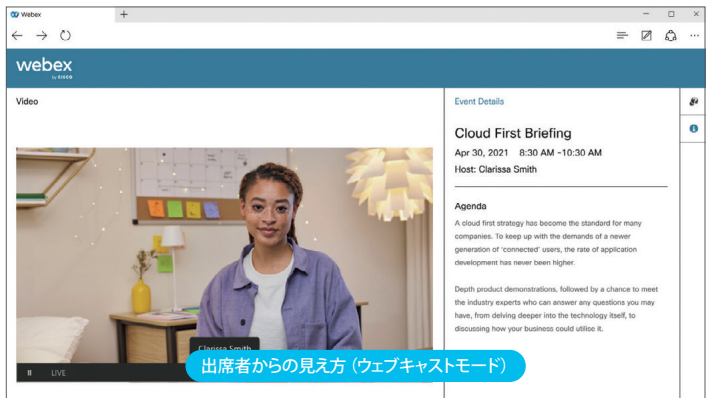 Webex
webex
by CISCO
Video
Event Details
Cloud First Briefing
Apr 30, 2021 8:30 AM -10:30 AM
Host: Clarissa Smith
Agenda
A cloud first strategy has become the standard for many
companies. To keep up with the demands of a newer
generation of ‘connected’ users, the rate of application
development has never been higher.
Depth product demonstrations, followed by a chance to meet
the industry experts who can answer any questions you may
have, from delving deeper into the technology itself, to
discussing how your business could utilise it.
Clarissa Smith
LIVE
出席者からの見え方（ウェブキャストモード）